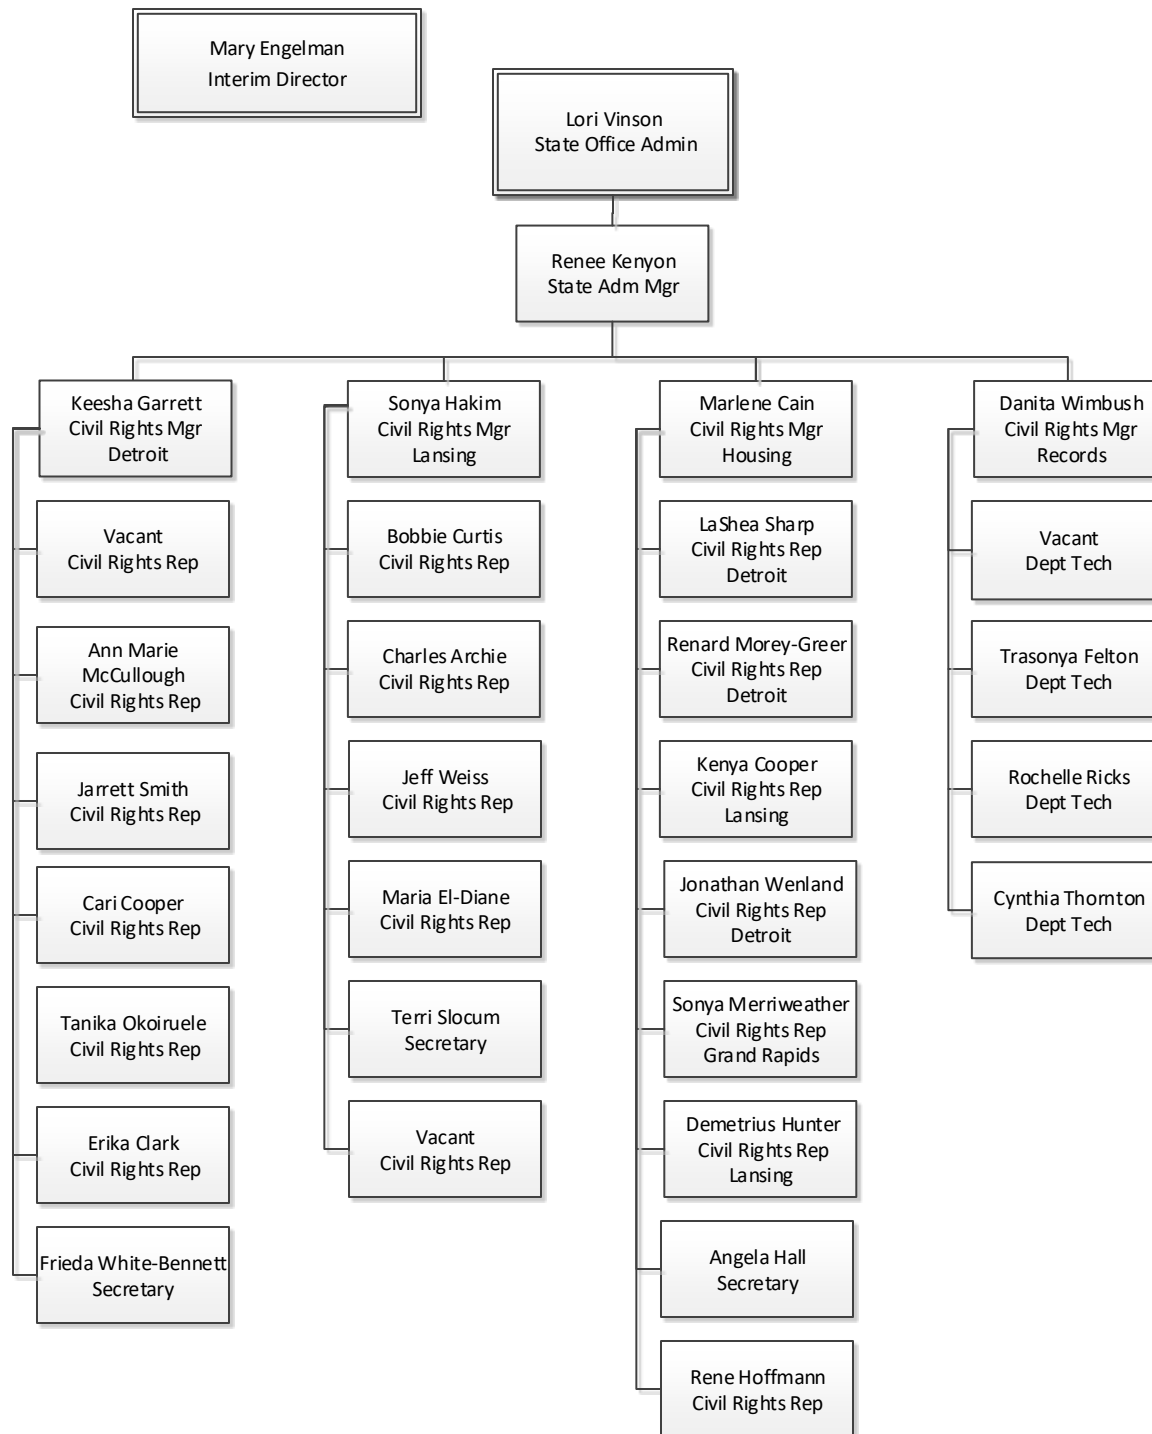 Mary Engelman
Interim Director
Lori Vinson
State Office Admin
Renee Kenyon
State Adm Mgr
Keesha Garrett
Civil Rights Mgr
Detroit
Vacant
Civil Rights Rep
Ann Marie
McCullough
Civil Rights Rep
Jarrett Smith
Civil Rights Rep
Cari Cooper
Civil Rights Rep
Tanika Okoiruele
Civil Rights Rep
Erika Clark
Civil Rights Rep
Frieda White-Bennett
Secretary
Sonya Hakim
Civil Rights Mgr
Lansing
Bobbie Curtis
Civil Rights Rep
Charles Archie
Civil Rights Rep
Jeff Weiss
Civil Rights Rep
Maria El-Diane
Civil Rights Rep
Terri Slocum
Secretary
Vacant
Civil Rights Rep
Marlene Cain
Civil Rights Mgr
Housing
LaShea Sharp
Civil Rights Rep
Detroit
Renard Morey-Greer
Civil Rights Rep
Detroit
Kenya Cooper
Civil Rights Rep
Lansing
Jonathan Wenland
Civil Rights Rep
Detroit
Sonya Merriweather
Civil Rights Rep
Grand Rapids
Demetrius Hunter
Civil Rights Rep
Lansing
Angela Hall
Secretary
Rene Hoffmann
Civil Rights Rep
Danita Wimbush
Civil Rights Mgr
Records
Vacant
Dept Tech
Trasonya Felton
Dept Tech
Rochelle Ricks
Dept Tech
Cynthia Thornton
Dept Tech